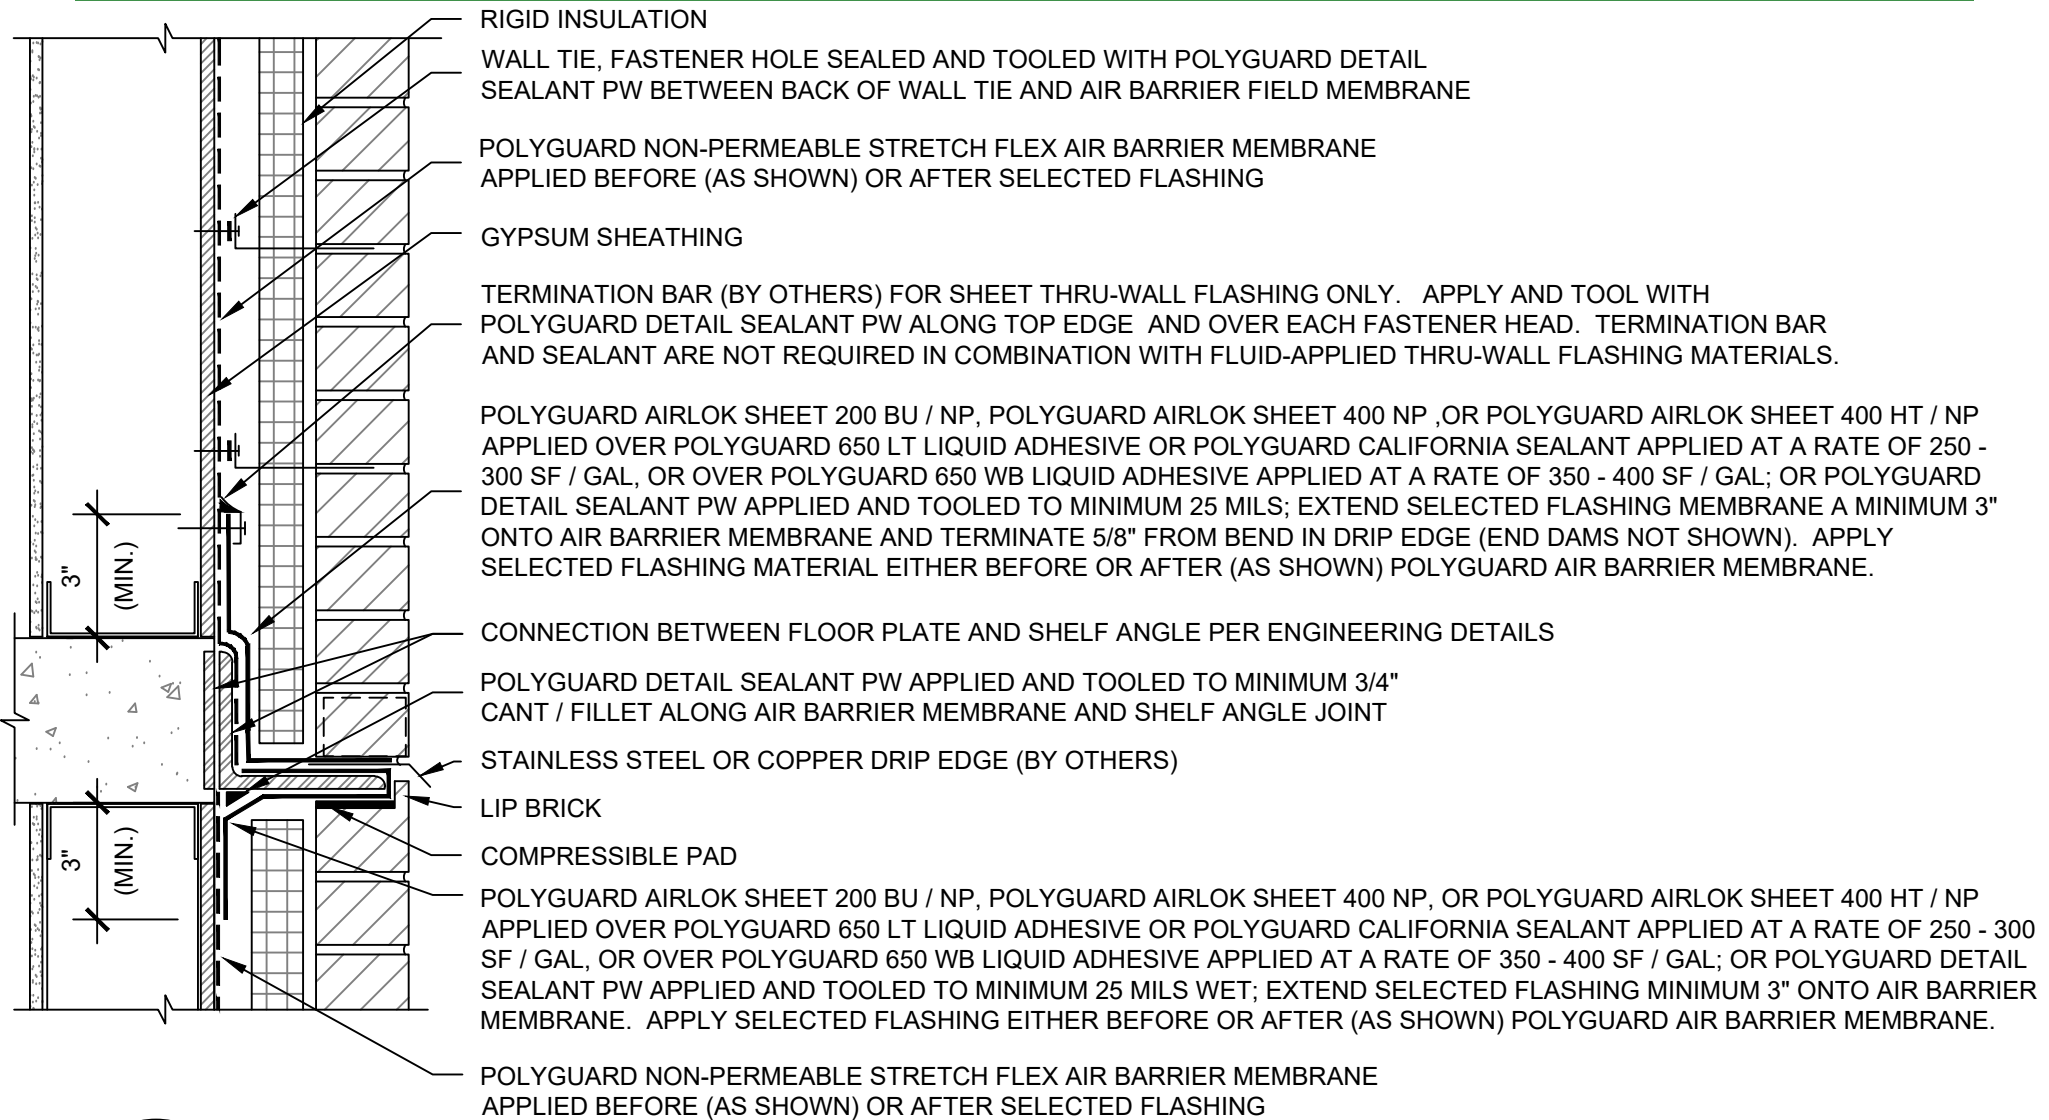 RIGID INSULATION
WALL TIE, FASTENER HOLE SEALED AND TOOLED WITH POLYGUARD DETAIL
SEALANT PW BETWEEN BACK OF WALL TIE AND AIR BARRIER FIELD MEMBRANE
POLYGUARD NON-PERMEABLE STRETCH FLEX AIR BARRIER MEMBRANE
APPLIED BEFORE (AS SHOWN) OR AFTER SELECTED FLASHING
GYPSUM SHEATHING
TERMINATION BAR (BY OTHERS) FOR SHEET THRU-WALL FLASHING ONLY. APPLY AND TOOL WITH
POLYGUARD DETAIL SEALANT PW ALONG TOP EDGE AND OVER EACH FASTENER HEAD. TERMINATION BAR
AND SEALANT ARE NOT REQUIRED IN COMBINATION WITH FLUID-APPLIED THRU-WALL FLASHING MATERIALS.
POLYGUARD AIRLOK SHEET 200 BU / NP, POLYGUARD AIRLOK SHEET 400 NP ,OR POLYGUARD AIRLOK SHEET 400 HT / NP
APPLIED OVER POLYGUARD 650 LT LIQUID ADHESIVE OR POLYGUARD CALIFORNIA SEALANT APPLIED AT A RATE OF 250 -
300 SF / GAL, OR OVER POLYGUARD 650 WB LIQUID ADHESIVE APPLIED AT A RATE OF 350 - 400 SF / GAL; OR POLYGUARD
DETAIL SEALANT PW APPLIED AND TOOLED TO MINIMUM 25 MILS; EXTEND SELECTED FLASHING MEMBRANE A MINIMUM 3"
ONTO AIR BARRIER MEMBRANE AND TERMINATE 5/8" FROM BEND IN DRIP EDGE (END DAMS NOT SHOWN). APPLY
SELECTED FLASHING MATERIAL EITHER BEFORE OR AFTER (AS SHOWN) POLYGUARD AIR BARRIER MEMBRANE.
3"
(MIN.)
CONNECTION BETWEEN FLOOR PLATE AND SHELF ANGLE PER ENGINEERING DETAILS
POLYGUARD DETAIL SEALANT PW APPLIED AND TOOLED TO MINIMUM 3/4"
CANT / FILLET ALONG AIR BARRIER MEMBRANE AND SHELF ANGLE JOINT
STAINLESS STEEL OR COPPER DRIP EDGE (BY OTHERS)
LIP BRICK
COMPRESSIBLE PAD
3"
(MIN.)
POLYGUARD AIRLOK SHEET 200 BU / NP, POLYGUARD AIRLOK SHEET 400 NP, OR POLYGUARD AIRLOK SHEET 400 HT / NP
APPLIED OVER POLYGUARD 650 LT LIQUID ADHESIVE OR POLYGUARD CALIFORNIA SEALANT APPLIED AT A RATE OF 250 - 300
SF / GAL, OR OVER POLYGUARD 650 WB LIQUID ADHESIVE APPLIED AT A RATE OF 350 - 400 SF / GAL; OR POLYGUARD DETAIL
SEALANT PW APPLIED AND TOOLED TO MINIMUM 25 MILS WET; EXTEND SELECTED FLASHING MINIMUM 3" ONTO AIR BARRIER
MEMBRANE. APPLY SELECTED FLASHING EITHER BEFORE OR AFTER (AS SHOWN) POLYGUARD AIR BARRIER MEMBRANE.
POLYGUARD NON-PERMEABLE STRETCH FLEX AIR BARRIER MEMBRANE
APPLIED BEFORE (AS SHOWN) OR AFTER SELECTED FLASHING